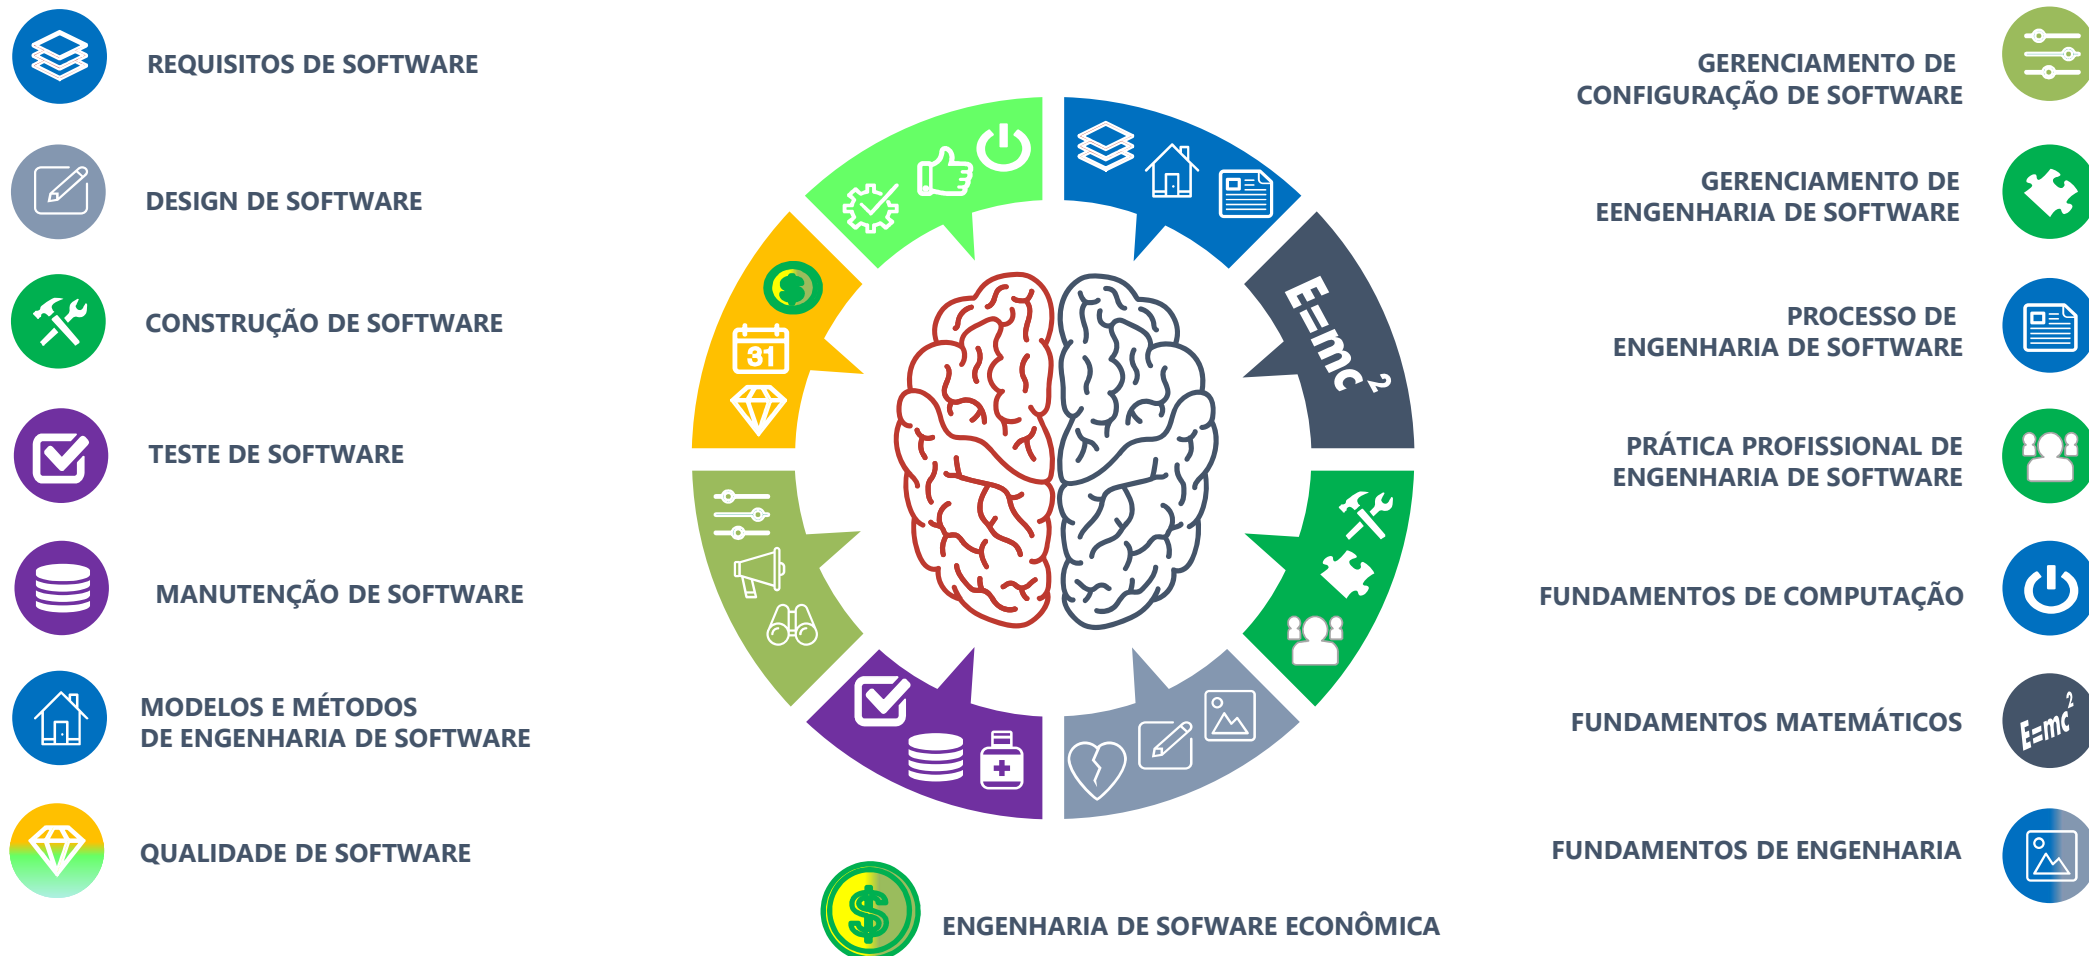 REQUISITOS DE SOFTWARE
DESIGN DE SOFTWARE
CONSTRUÇÃO DE SOFTWARE
TESTE DE SOFTWARE
MANUTENÇÃO DE SOFTWARE
MODELOS E MÉTODOS
DE ENGENHARIA DE SOFTWARE
QUALIDADE DE SOFTWARE
31
E=mc²
$
ENGENHARIA DE SOFWARE ECONÔMICA
GERENCIAMENTO DE
CONFIGURAÇÃO DE SOFTWARE
GERENCIAMENTO DE
EENGENHARIA DE SOFTWARE
PROCESSO DE
ENGENHARIA DE SOFTWARE
PRÁTICA PROFISSIONAL DE
ENGENHARIA DE SOFTWARE
FUNDAMENTOS DE COMPUTAÇÃO
FUNDAMENTOS MATEMÁTICOS
E=mc²
FUNDAMENTOS DE ENGENHARIA